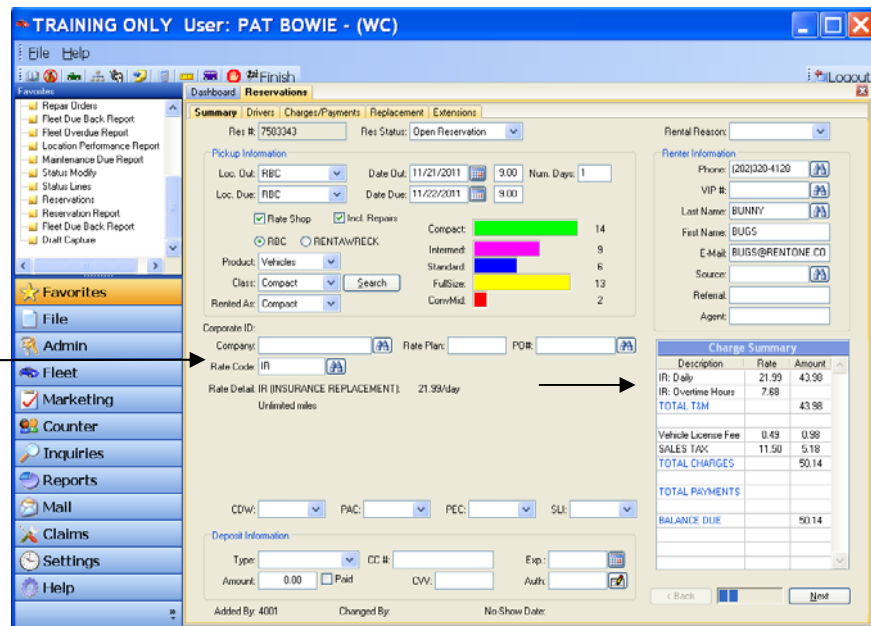 TRAINING ONLY User: PAT BOWIE - (WC)
File Help
Finish Logout
Favorites
Repair Orders
Fleet Due Back Report
Fleet Overdue Report
Location Performance Report
Maintenance Due Report
Status Modify
Status Lines
Reservations
Reservation Report
Fleet Due Back Report
Draft Capture
Favorites
File
Admin
Fleet
Marketing
Counter
Inquiries
Reports
Mail
Claims
Settings
Help
Dashboard Reservations
Summary Drivers Charges/Payments Replacement Extensions
Res #: 7503343 Res Status: Open Reservation
Pickup Information
Loc. Out: RBC Date Out: 11/21/2011 9:00 Num. Days: 1
Loc. Due: RBC Date Due: 11/22/2011 9:00
Rate Shop Incl. Repairs
RBC RENTAWRECK
Product: Vehicles
Class: Compact Search
Rented As: Compact
Compact: 14
Intermed: 9
Standard: 6
FullSize: 13
ConvMid: 2
Corporate ID:
Company: Rate Plan: PO#:
Rate Code: IR
Rate Detail: IR (INSURANCE REPLACEMENT): 21.99/day
Unlimited miles
CDW: PAC: PEC: SLI:
Deposit Information
Type: CC #: Exp.:
Amount: 0.00 Paid CVV: Auth:
Added By: 4001 Changed By: No-Show Date:
Rental Reason:
Renter Information
Phone: (202)320-4128
VIP #:
Last Name: BUNNY
First Name: BUGS
E-Mail: BUGS@RENTONE.CO
Source:
Referral:
Agent:
Charge Summary
Description Rate Amount
IR: Daily 21.99 43.98
IR: Overtime Hours 7.68
TOTAL T&M 43.98
Vehicle License Fee 0.49 0.98
SALES TAX 11.50 5.18
TOTAL CHARGES 50.14
TOTAL PAYMENTS
BALANCE DUE 50.14
< Back Next